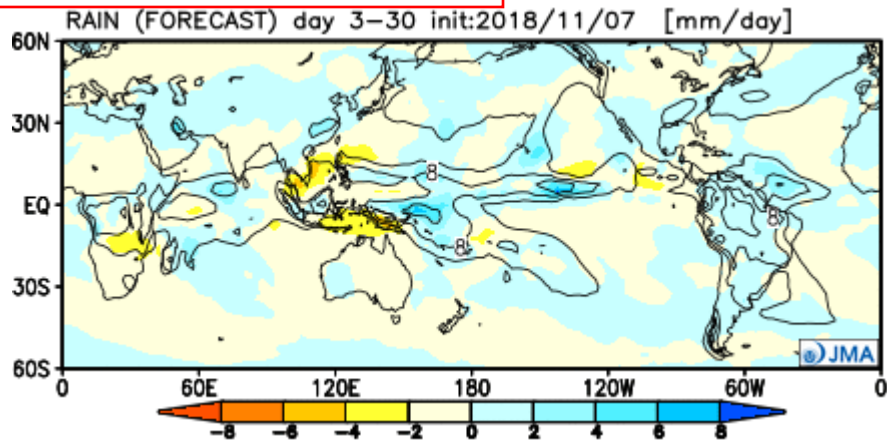 RAIN (FORECAST) day 3-30 init:2018/11/07 [mm/day]
60N
30N
EQ
30S
60S
8
8
8
JMA
0 60E 120E 180 120W 60W 0
-8 -6 -4 -2 0 2 4 6 8